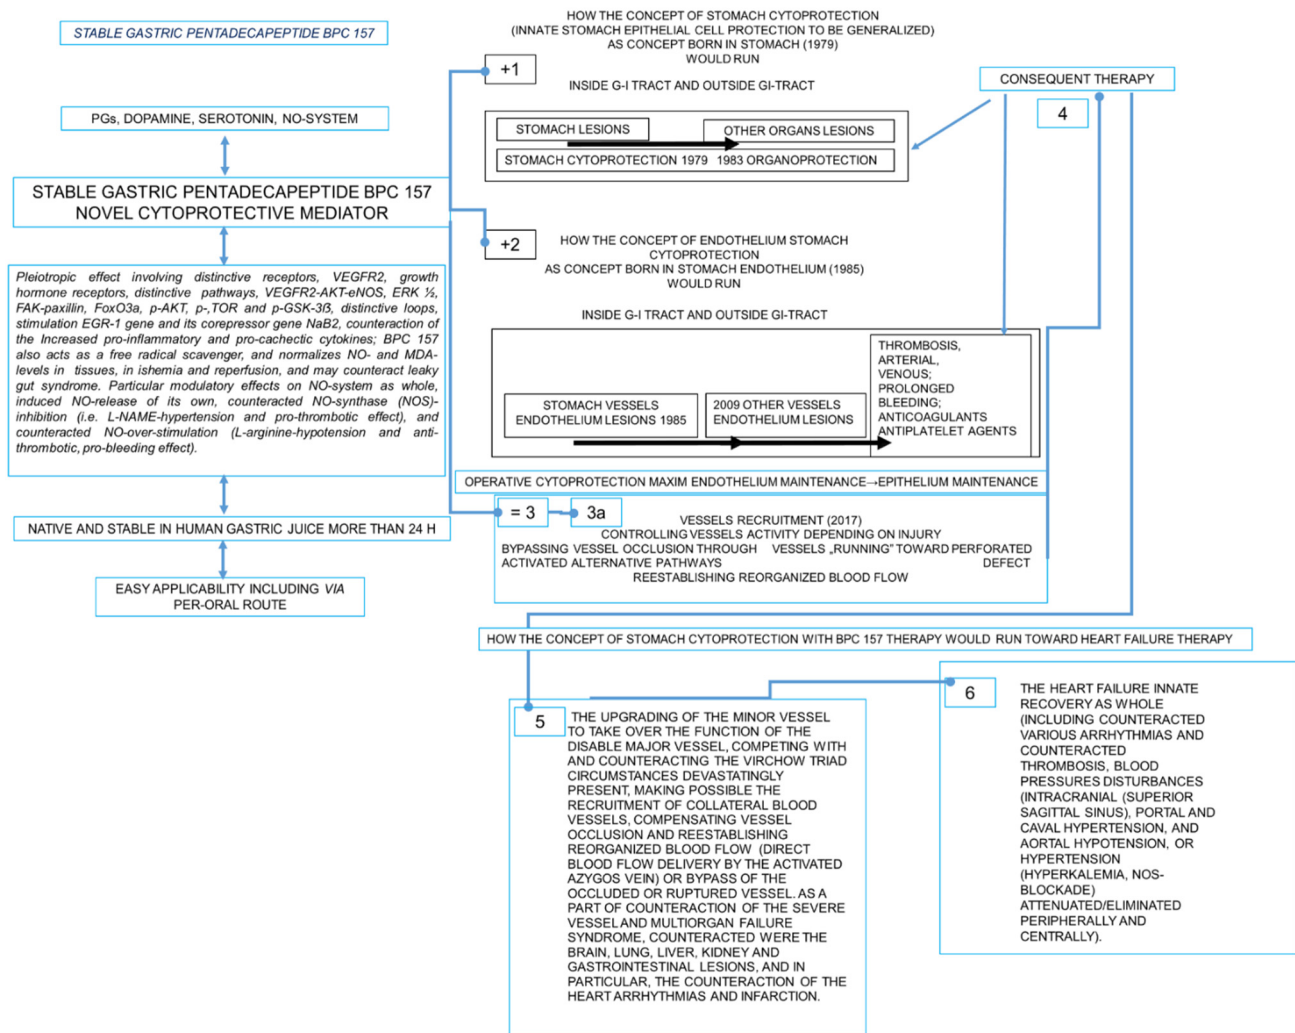 STABLE GASTRIC PENTADECAPEPTIDE BPC 157
PGs, DOPAMINE, SEROTONIN, NO-SYSTEM
STABLE GASTRIC PENTADECAPEPTIDE BPC 157
NOVEL CYTOPROTECTIVE MEDIATOR
Pleiotropic effect involving distinctive receptors, VEGFR2, growth
hormone receptors, distinctive pathways, VEGFR2-AKT-eNOS, ERK ½,
FAK-paxillin, FoxO3a, p-AKT, p-,TOR and p-GSK-3ß, distinctive loops,
stimulation EGR-1 gene and its corepressor gene NaB2, counteraction of
the Increased pro-inflammatory and pro-cachectic cytokines; BPC 157
also acts as a free radical scavenger, and normalizes NO- and MDA-
levels in tissues, in ishemia and reperfusion, and may counteract leaky
gut syndrome. Particular modulatory effects on NO-system as whole,
induced NO-release of its own, counteracted NO-synthase (NOS)-
inhibition (i.e. L-NAME-hypertension and pro-thrombotic effect), and
counteracted NO-over-stimulation (L-arginine-hypotension and anti-
thrombotic, pro-bleeding effect).
NATIVE AND STABLE IN HUMAN GASTRIC JUICE MORE THAN 24 H
EASY APPLICABILITY INCLUDING VIA
PER-ORAL ROUTE
HOW THE CONCEPT OF STOMACH CYTOPROTECTION
(INNATE STOMACH EPITHELIAL CELL PROTECTION TO BE GENERALIZED)
AS CONCEPT BORN IN STOMACH (1979)
WOULD RUN
+1
INSIDE G-I TRACT AND OUTSIDE GI-TRACT
STOMACH LESIONS
OTHER ORGANS LESIONS
STOMACH CYTOPROTECTION 1979 1983 ORGANOPROTECTION
CONSEQUENT THERAPY
4
+2
HOW THE CONCEPT OF ENDOTHELIUM STOMACH
CYTOPROTECTION
AS CONCEPT BORN IN STOMACH ENDOTHELIUM (1985)
WOULD RUN
INSIDE G-I TRACT AND OUTSIDE GI-TRACT
STOMACH VESSELS
ENDOTHELIUM LESIONS 1985
2009 OTHER VESSELS
ENDOTHELIUM LESIONS
THROMBOSIS,
ARTERIAL,
VENOUS;
PROLONGED
BLEEDING;
ANTICOAGULANTS
ANTIPLATELET AGENTS
OPERATIVE CYTOPROTECTION MAXIM ENDOTHELIUM MAINTENANCE→EPITHELIUM MAINTENANCE
= 3
3a
VESSELS RECRUITMENT (2017)
CONTROLLING VESSELS ACTIVITY DEPENDING ON INJURY
BYPASSING VESSEL OCCLUSION THROUGH VESSELS „RUNNING" TOWARD PERFORATED
ACTIVATED ALTERNATIVE PATHWAYS DEFECT
REESTABLISHING REORGANIZED BLOOD FLOW
HOW THE CONCEPT OF STOMACH CYTOPROTECTION WITH BPC 157 THERAPY WOULD RUN TOWARD HEART FAILURE THERAPY
5
THE UPGRADING OF THE MINOR VESSEL
TO TAKE OVER THE FUNCTION OF THE
DISABLE MAJOR VESSEL, COMPETING WITH
AND COUNTERACTING THE VIRCHOW TRIAD
CIRCUMSTANCES DEVASTATINGLY
PRESENT, MAKING POSSIBLE THE
RECRUITMENT OF COLLATERAL BLOOD
VESSELS, COMPENSATING VESSEL
OCCLUSION AND REESTABLISHING
REORGANIZED BLOOD FLOW (DIRECT
BLOOD FLOW DELIVERY BY THE ACTIVATED
AZYGOS VEIN) OR BYPASS OF THE
OCCLUDED OR RUPTURED VESSEL. AS A
PART OF COUNTERACTION OF THE SEVERE
VESSEL AND MULTIORGAN FAILURE
SYNDROME, COUNTERACTED WERE THE
BRAIN, LUNG, LIVER, KIDNEY AND
GASTROINTESTINAL LESIONS, AND IN
PARTICULAR, THE COUNTERACTION OF THE
HEART ARRHYTHMIAS AND INFARCTION.
6
THE HEART FAILURE INNATE
RECOVERY AS WHOLE
(INCLUDING COUNTERACTED
VARIOUS ARRHYTHMIAS AND
COUNTERACTED
THROMBOSIS, BLOOD
PRESSURES DISTURBANCES
(INTRACRANIAL (SUPERIOR
SAGITTAL SINUS), PORTAL AND
CAVAL HYPERTENSION, AND
AORTAL HYPOTENSION, OR
HYPERTENSION
(HYPERKALEMIA, NOS-
BLOCKADE)
ATTENUATED/ELIMINATED
PERIPHERALLY AND
CENTRALLY).